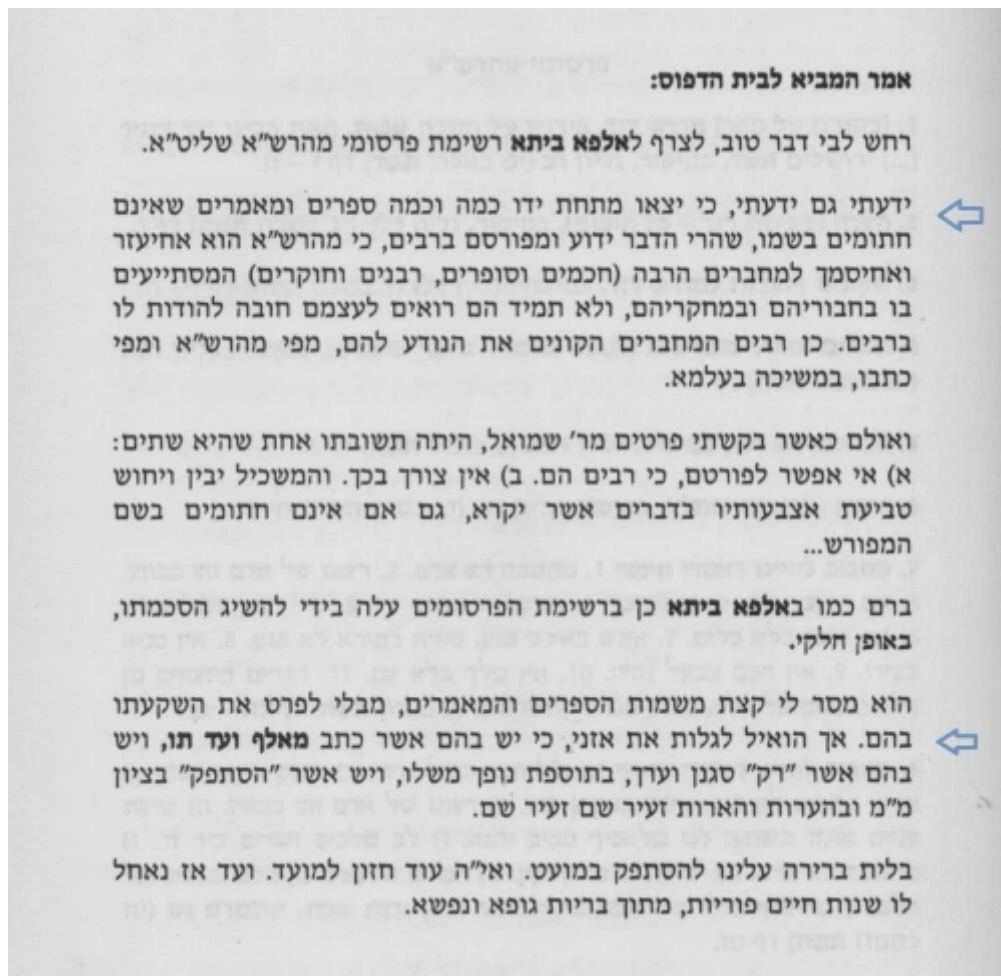 אמר המביא לבית הדפוס:
רחש לבי דבר טוב, לצרף לאלפא ביתא רשימת פרסומי מהרש"א שליט"א.
ידעתי גם ידעתי, כי יצאו מתחת ידו כמה וכמה ספרים ומאמרים שאינם
חתומים בשמו, שהרי הדבר ידוע ומפורסם ברבים, כי מהרש"א הוא אחיעזר
ואחיסמך למחברים הרבה (חכמים וסופרים, רבנים וחוקרים) המסתייעים
בו בחבוריהם ובמחקריהם, ולא תמיד הם רואים לעצמם חובה להודות לו
ברבים. כן רבים המחברים הקונים את הנודע להם, מפי מהרש"א ומפי
כתבו, במשיכה בעלמא.
ואולם כאשר בקשתי פרטים מר' שמואל, היתה תשובתו אחת שהיא שתים:
א) אי אפשר לפורטם, כי רבים הם. ב) אין צורך בכך. והמשכיל יבין ויחוש
טביעת אצבעותיו בדברים אשר יקרא, גם אם אינם חתומים בשם
המפורש...
ברם כמו באלפא ביתא כן ברשימת הפרסומים עלה בידי להשיג הסכמתו,
באופן חלקי.
הוא מסר לי קצת משמות הספרים והמאמרים, מבלי לפרט את השקעתו
בהם. אך הואיל לגלות את אזני, כי יש בהם אשר כתב מאלף ועד תו, ויש
בהם אשר "רק" סגנן וערך, בתוספת נופך משלו, ויש אשר "הסתפק" בציון
מ"מ ובהערות והארות זעיר שם וזעיר שם.
בלית ברירה עלינו להסתפק במועט. ואי"ה עוד חזון למועד. ועד אז נאחל
לו שנות חיים פוריות, מתוך בריות גופא ונפשא.